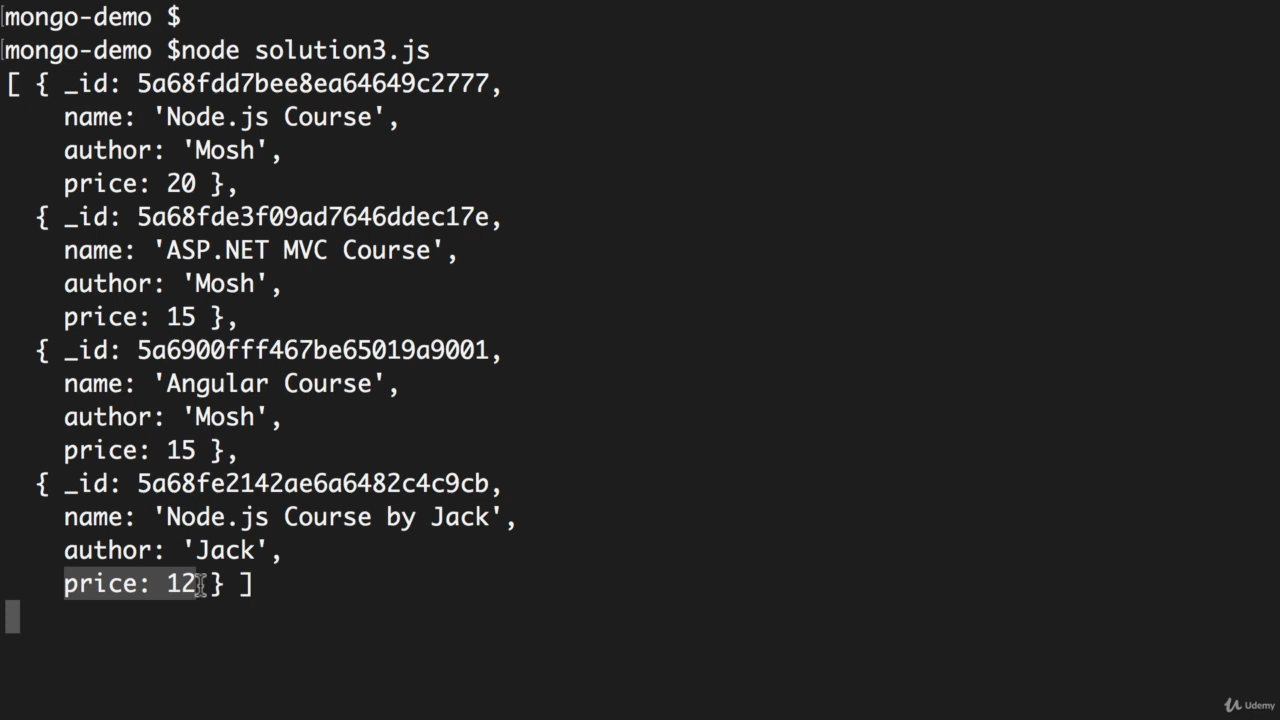 mongo-demo $
mongo-demo $node solution3.js
[ { _id: 5a68fdd7bee8ea64649c2777,
name: 'Node.js Course',
author: 'Mosh',
price: 20 },
{ _id: 5a68fde3f09ad7646ddec17e,
name: 'ASP.NET MVC Course',
author: 'Mosh',
price: 15 },
{ _id: 5a6900fff467be65019a9001,
name: 'Angular Course',
author: 'Mosh',
price: 15 },
{ _id: 5a68fe2142ae6a6482c4c9cb,
name: 'Node.js Course by Jack',
author: 'Jack',
price: 12 } ]
Udemy